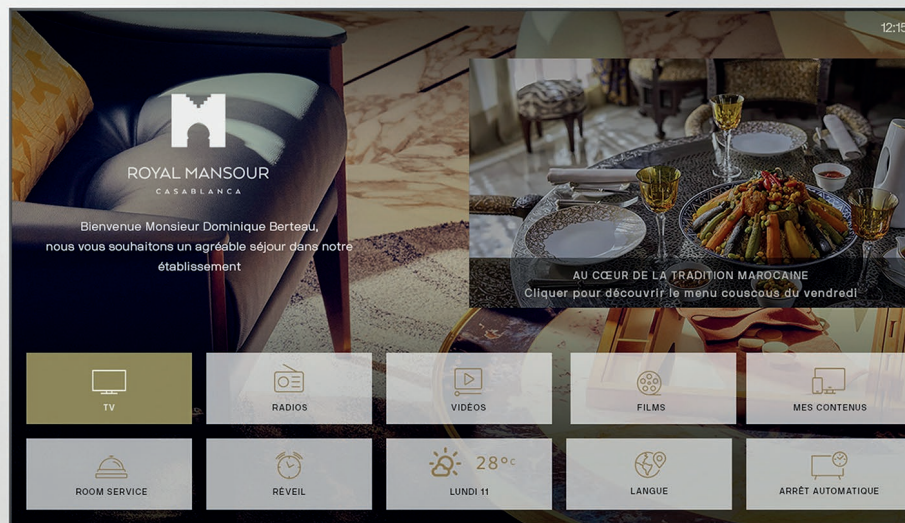 12:15
ROYAL MANSOUR
CASABLANCA
Bienvenue Monsieur Dominique Berteau,
nous vous souhaitons un agréable séjour dans notre
établissement
AU CŒUR DE LA TRADITION MAROCAINE
Cliquer pour découvrir le menu couscous du vendredi
TV
RADIOS
VIDÉOS
FILMS
MES CONTENUS
ROOM SERVICE
RÉVEIL
28°C
LUNDI 11
LANGUE
ARRÊT AUTOMATIQUE